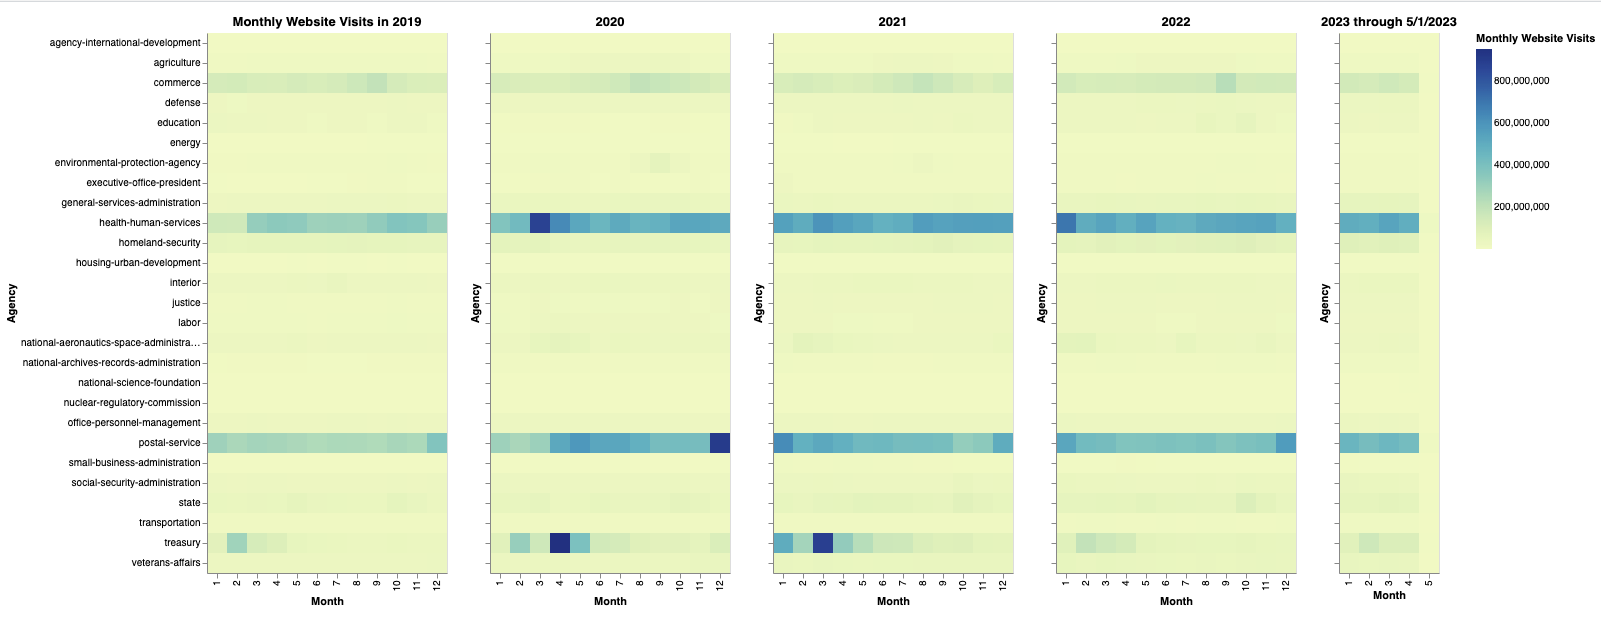 Monthly Website Visits in 2019
2020
2021
2022
2023 through 5/1/2023
Monthly Website Visits
800,000,000
600,000,000
400,000,000
200,000,000
Agency
agency-international-development
agriculture
commerce
defense
education
energy
environmental-protection-agency
executive-office-president
general-services-administration
health-human-services
homeland-security
housing-urban-development
interior
justice
labor
national-aeronautics-space-administra…
national-archives-records-administration
national-science-foundation
nuclear-regulatory-commission
office-personnel-management
postal-service
small-business-administration
social-security-administration
state
transportation
treasury
veterans-affairs
1 2 3 4 5 6 7 8 9 10 11 12
Month
Agency
1 2 3 4 5 6 7 8 9 10 11 12
Month
Agency
1 2 3 4 5 6 7 8 9 10 11 12
Month
Agency
1 2 3 4 5 6 7 8 9 10 11 12
Month
Agency
1 2 3 4 5
Month